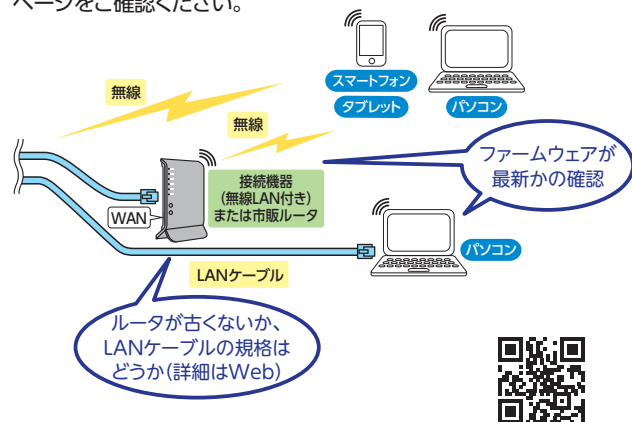 ページをご確認ください。
スマートフォン
タブレット
パソコン
無線
無線
ファームウェアが
最新かの確認
接続機器
(無線LAN付き)
または市販ルータ
WAN
パソコン
LANケーブル
ルータが古くないか、
LANケーブルの規格は
どうか(詳細はWeb)